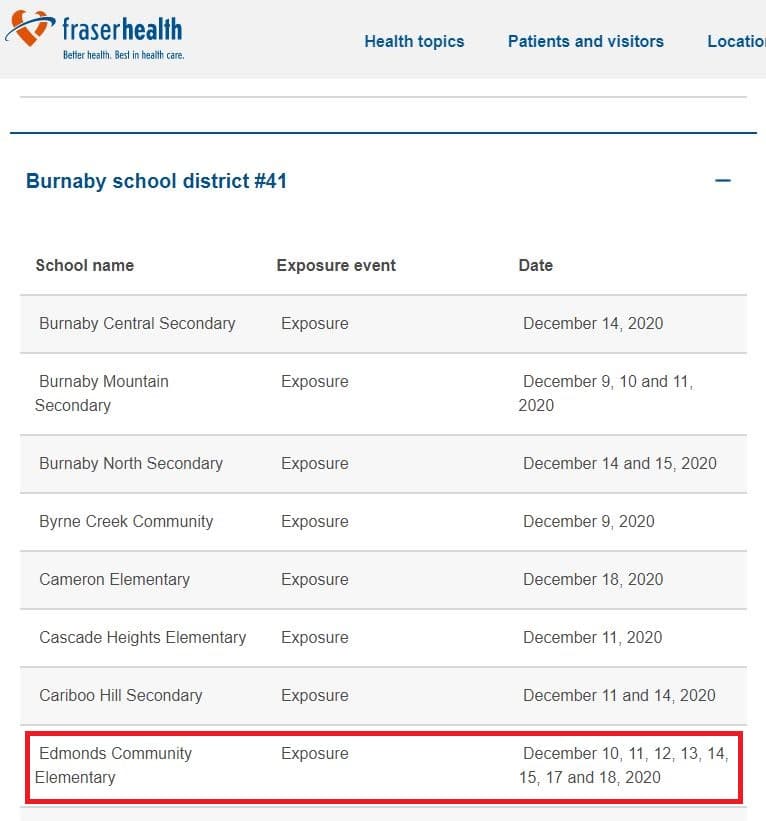 fraserhealth
Better health. Best in health care.
Health topics Patients and visitors Locatio
Burnaby school district #41 –
School name Exposure event Date
Burnaby Central Secondary Exposure December 14, 2020
Burnaby Mountain Exposure December 9, 10 and 11,
Secondary 2020
Burnaby North Secondary Exposure December 14 and 15, 2020
Byrne Creek Community Exposure December 9, 2020
Cameron Elementary Exposure December 18, 2020
Cascade Heights Elementary Exposure December 11, 2020
Cariboo Hill Secondary Exposure December 11 and 14, 2020
Edmonds Community Exposure December 10, 11, 12, 13, 14,
Elementary 15, 17 and 18, 2020